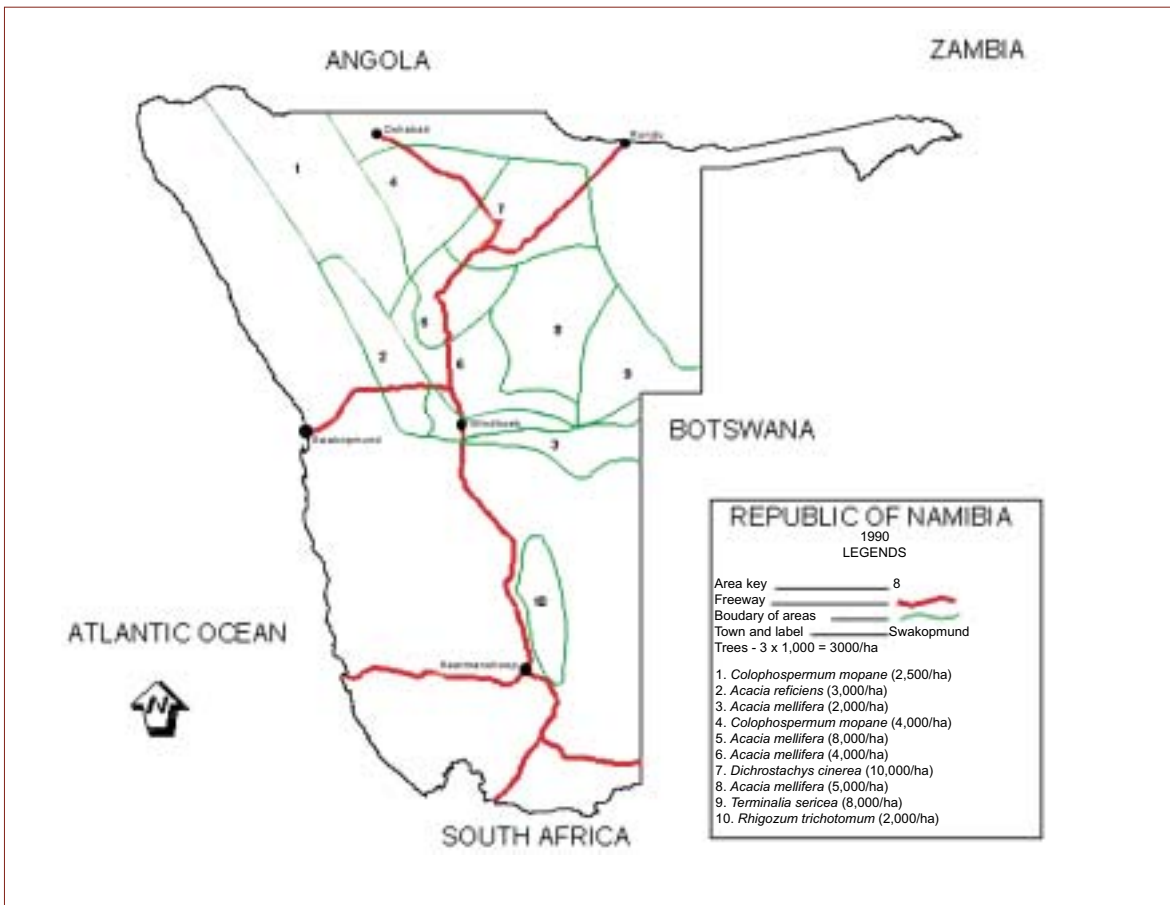 ANGOLA
ZAMBIA
Rundu
1
4
7
5
8
2
6
9
Windhoek
Swakopmund
3
BOTSWANA
10
ATLANTIC OCEAN
N
Keetmanshoop
SOUTH AFRICA
REPUBLIC OF NAMIBIA
1990
LEGENDS
Area key 8
Freeway
Boudary of areas
Town and label Swakopmund
Trees - 3 x 1,000 = 3000/ha
1. Colophospermum mopane (2,500/ha)
2. Acacia reficiens (3,000/ha)
3. Acacia mellifera (2,000/ha)
4. Colophospermum mopane (4,000/ha)
5. Acacia mellifera (8,000/ha)
6. Acacia mellifera (4,000/ha)
7. Dichrostachys cinerea (10,000/ha)
8. Acacia mellifera (5,000/ha)
9. Terminalia sericea (8,000/ha)
10. Rhigozum trichotomum (2,000/ha)